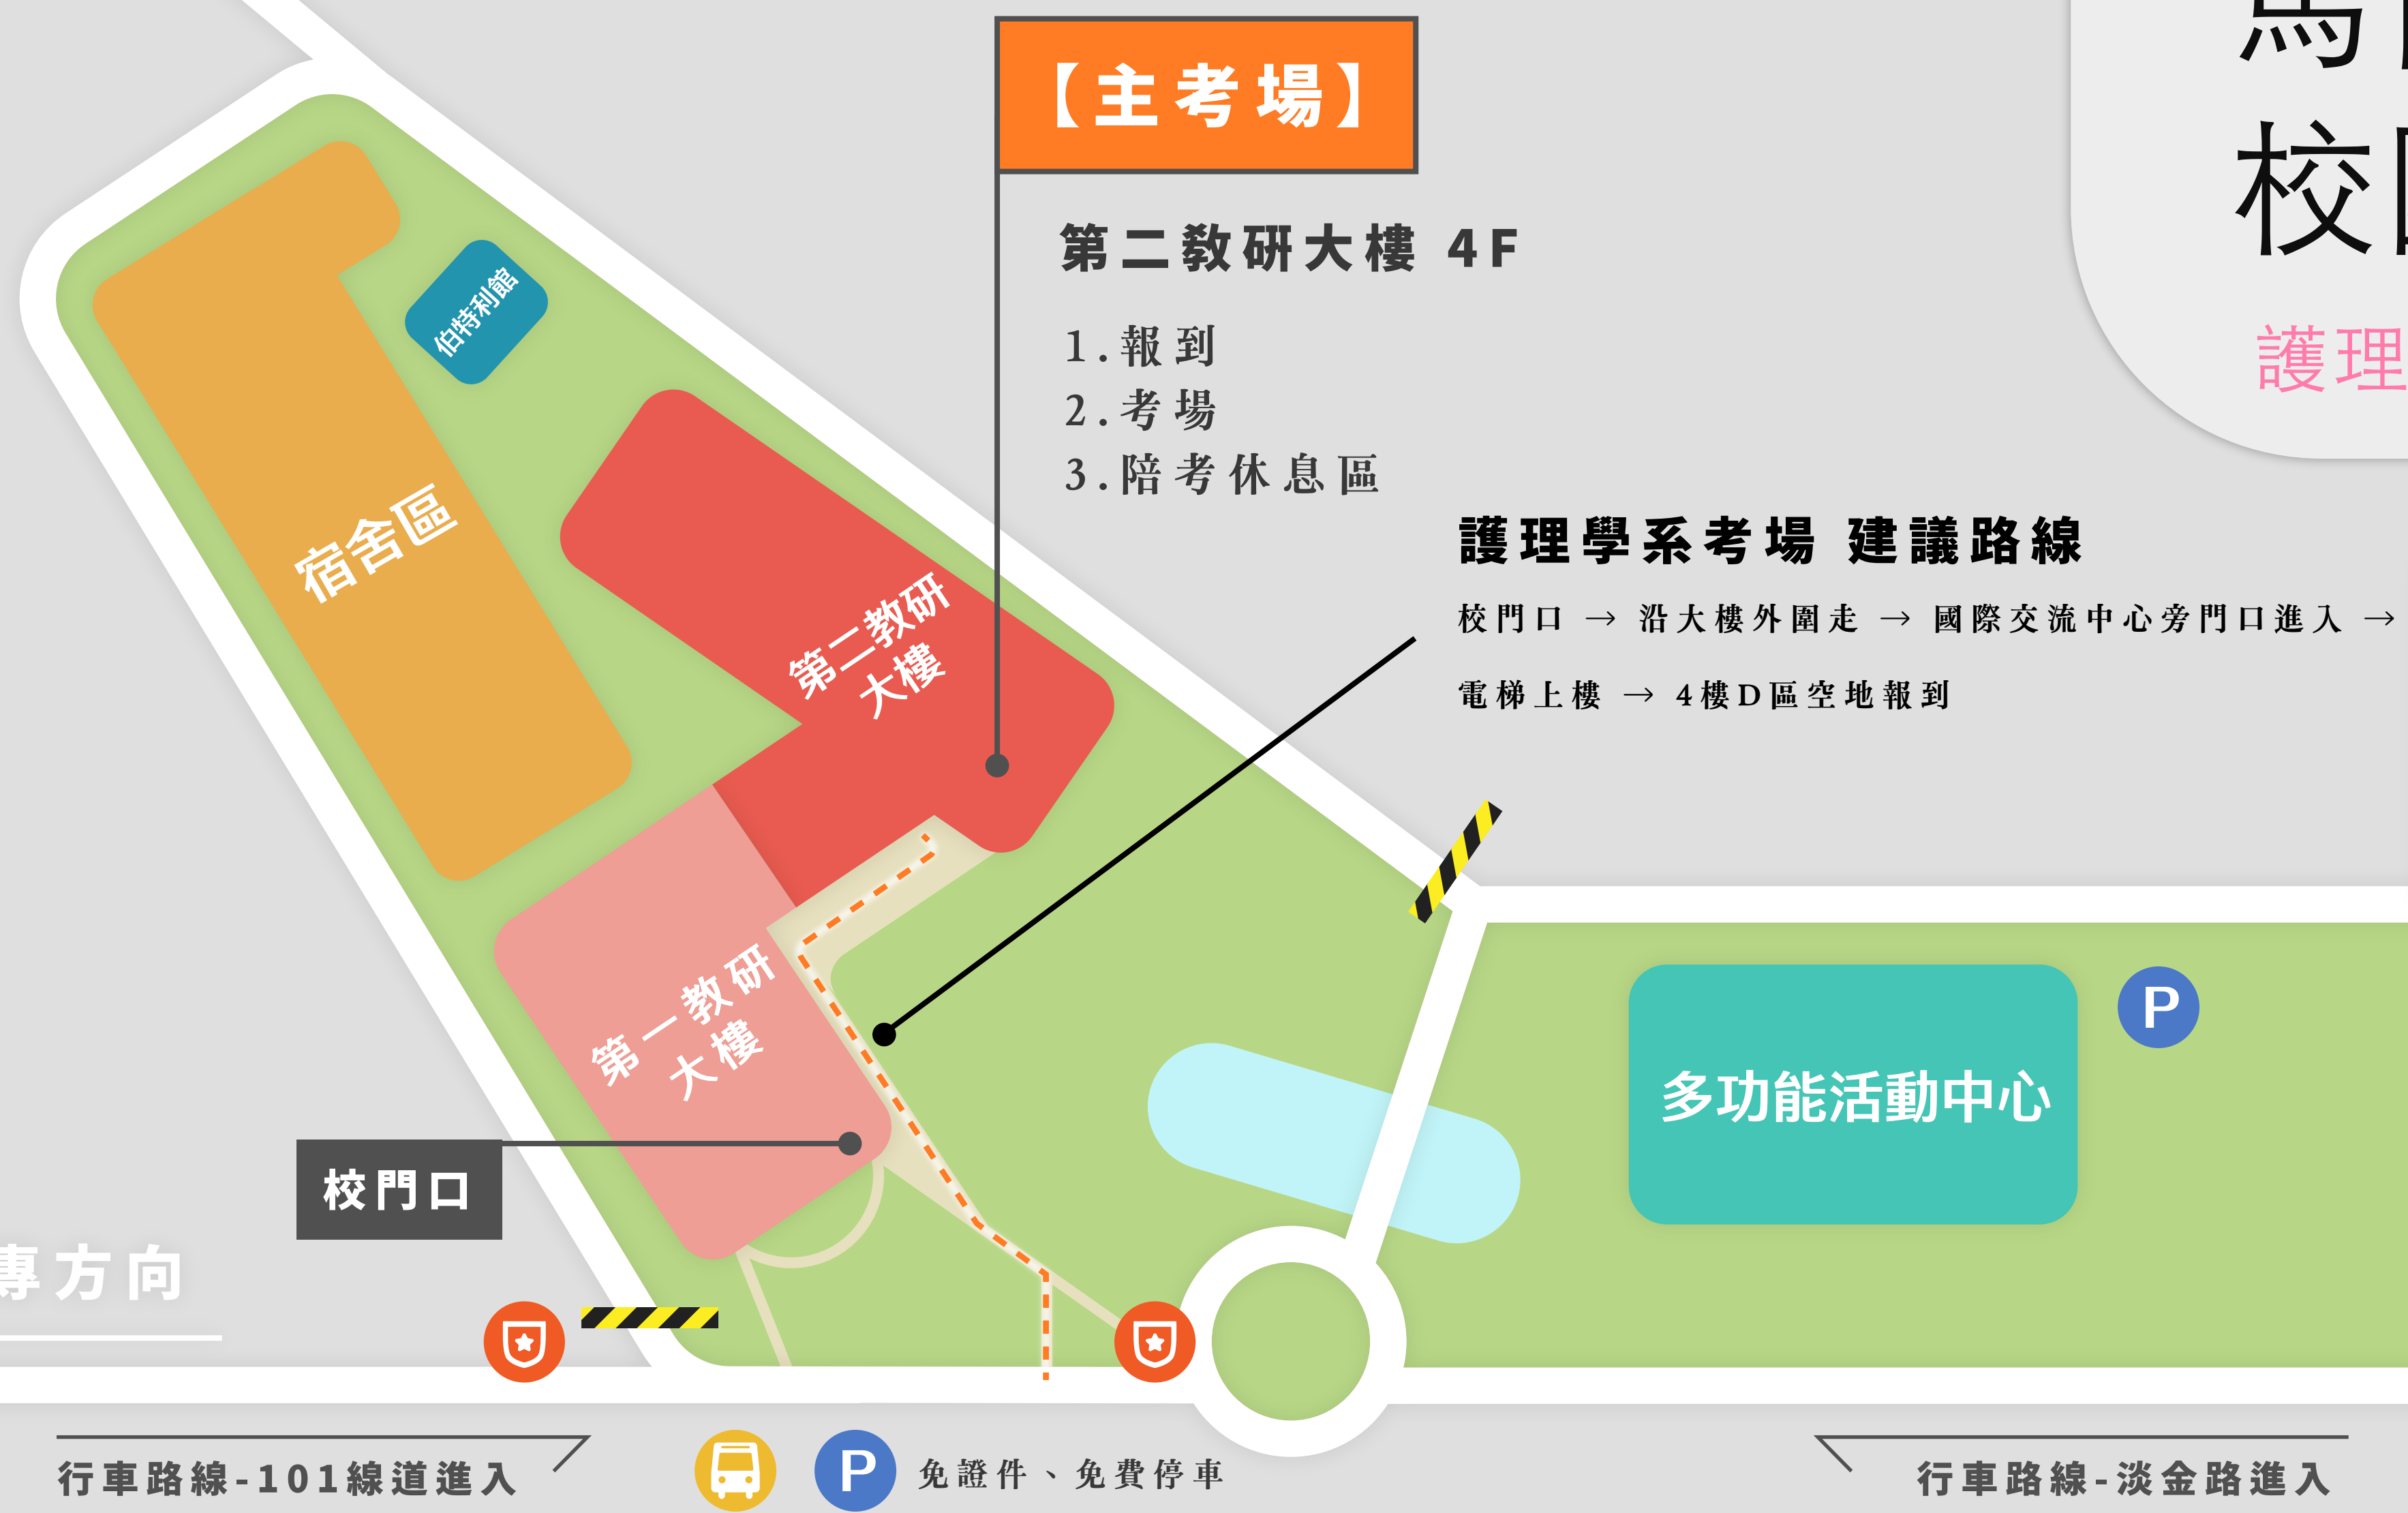 【主考場】
第二教研大樓 4F
1.報到
2.考場
3.陪考休息區
校
護理
伯特利館
宿舍區
第二教研
大樓
護理學系考場 建議路線
校門口 → 沿大樓外圍走 → 國際交流中心旁門口進入 →
電梯上樓 → 4樓D區空地報到
第一教研
大樓
P
多功能活動中心
校門口
專方向
行車路線-101線道進入
P 免證件、免費停車
行車路線-淡金路進入